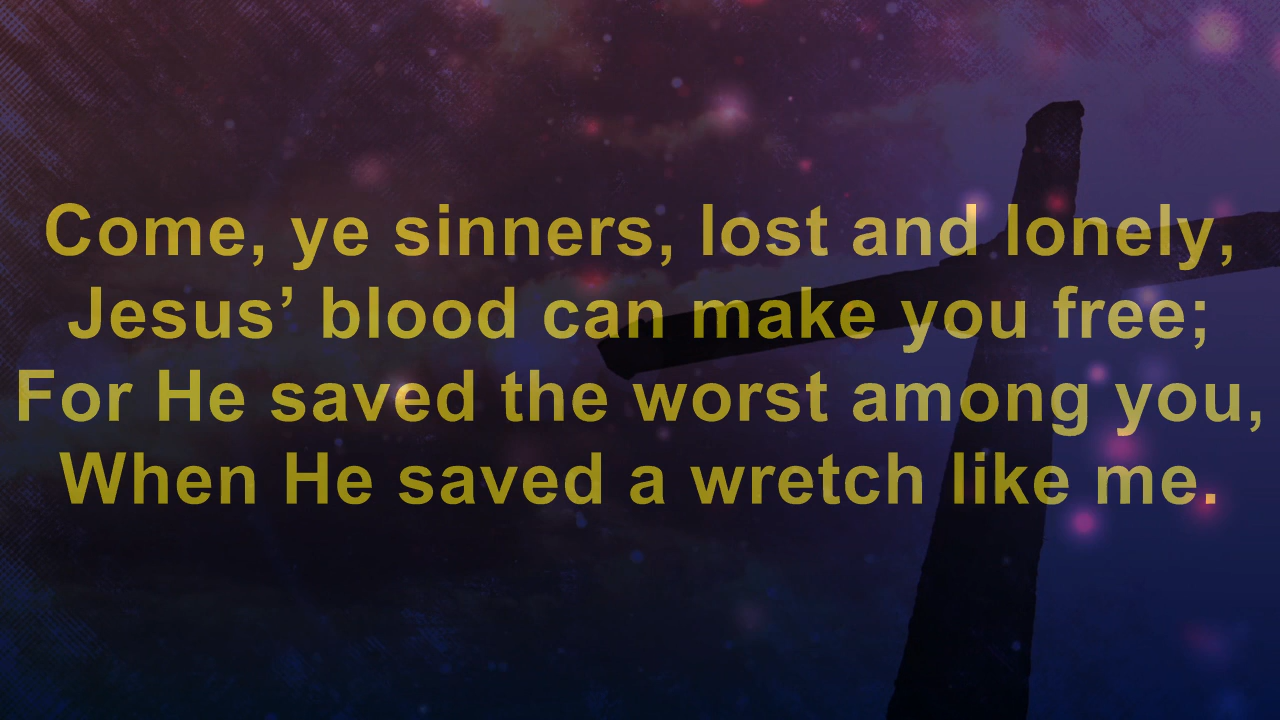 Come, ye sinners, lost and lonely,
Jesus’ blood can make you free;
For He saved the worst among you,
When He saved a wretch like me.